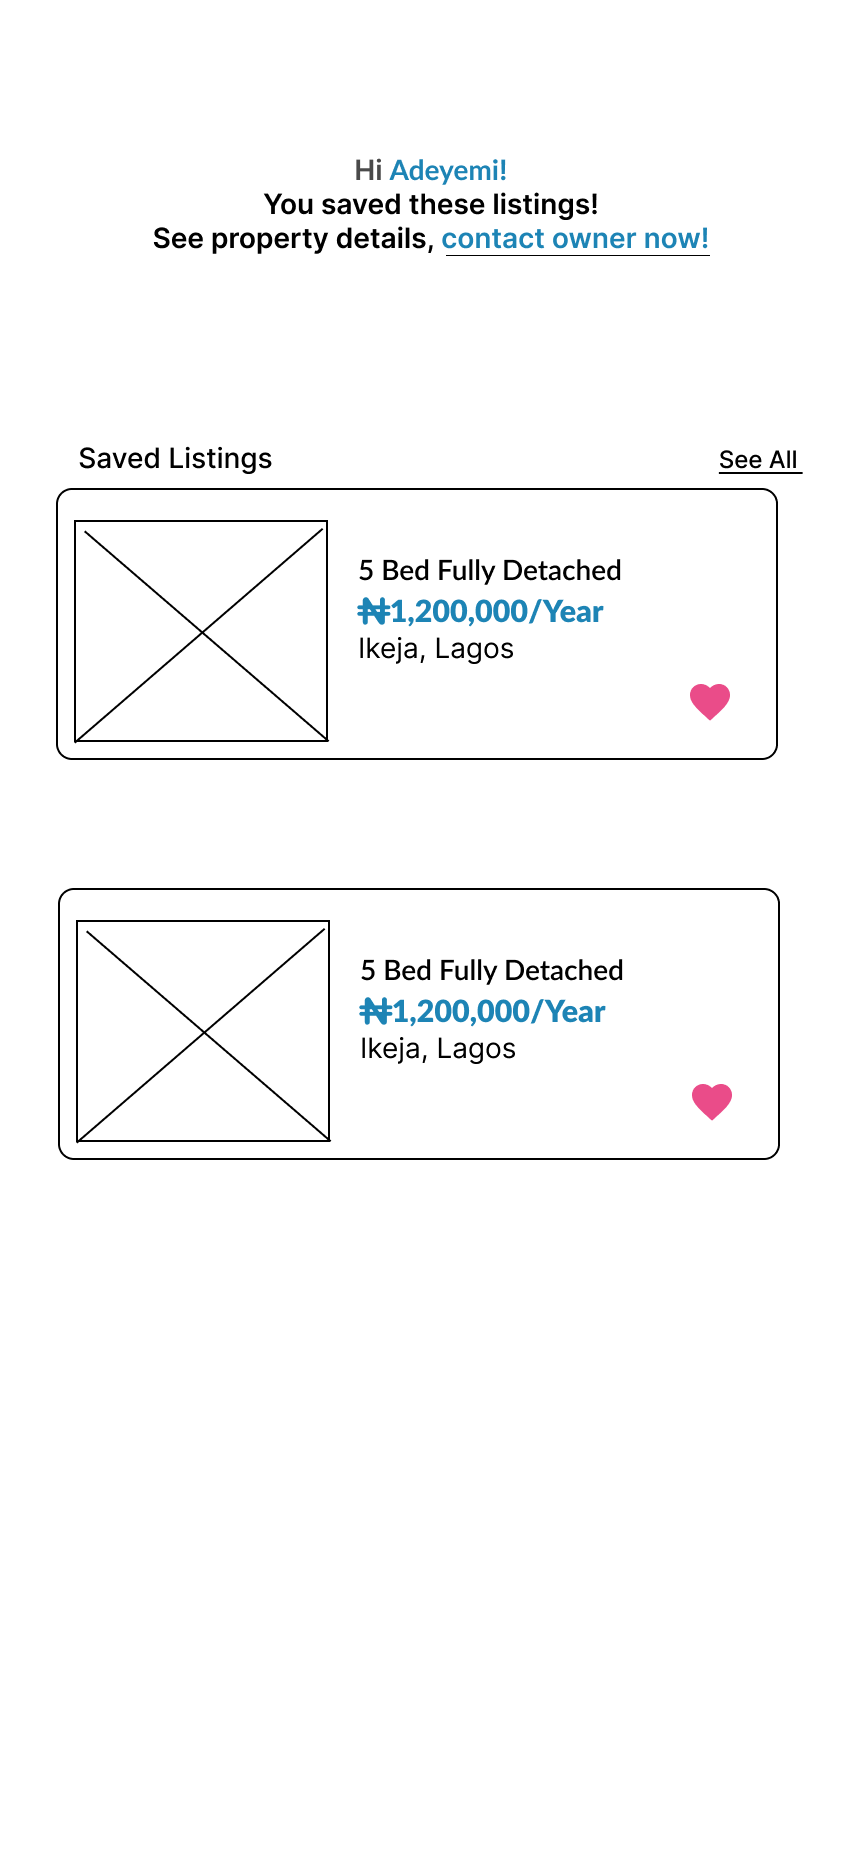 Hi Adeyemi!
You saved these listings!
See property details, contact owner now!
Saved Listings
See All
5 Bed Fully Detached
₦1,200,000/Year
Ikeja, Lagos
5 Bed Fully Detached
₦1,200,000/Year
Ikeja, Lagos